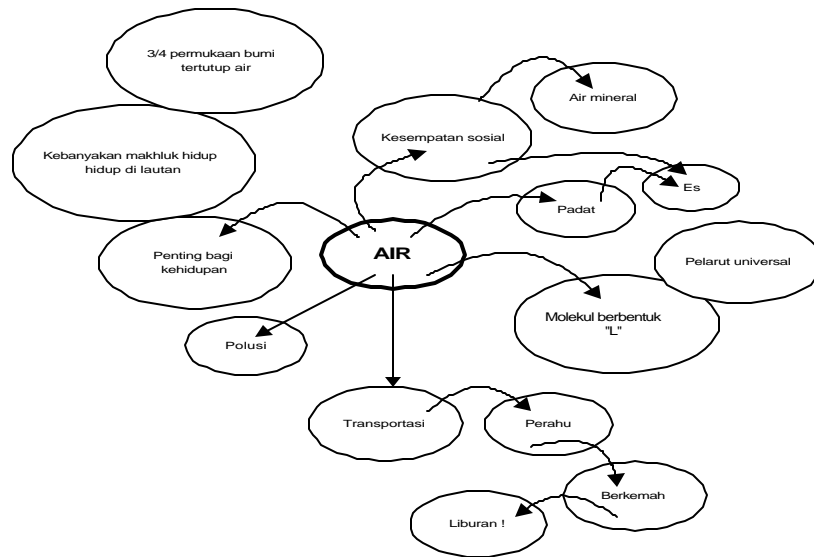 3/4 permukaan bumi
tertutup air
Air mineral
Kesempatan sosial
Kebanyakan makhluk hidup
hidup di lautan
Es
Padat
AIR
Penting bagi
kehidupan
Pelarut universal
Molekul berbentuk
"L"
Polusi
Transportasi
Perahu
Berkemah
Liburan !